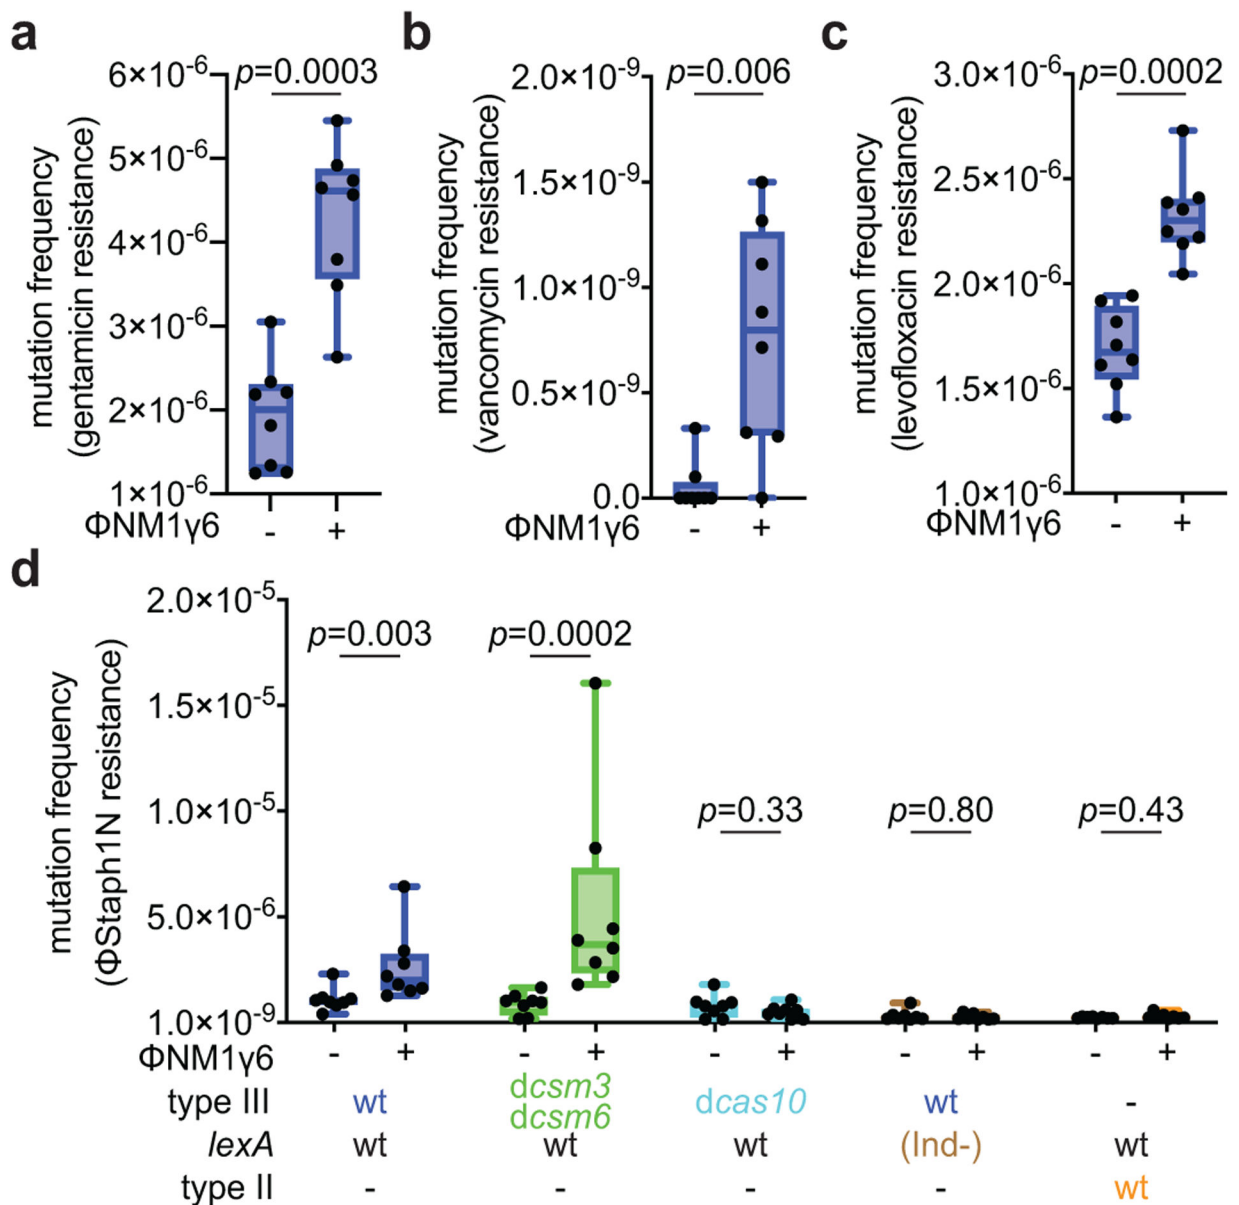 a
b
c
p=0.0003
p=0.006
p=0.0002
mutation frequency
(gentamicin resistance)
6×10⁻⁶
5×10⁻⁶
4×10⁻⁶
3×10⁻⁶
2×10⁻⁶
1×10⁻⁶
ΦNM1γ6 - +
mutation frequency
(vancomycin resistance)
2.0×10⁻⁹
1.5×10⁻⁹
1.0×10⁻⁹
0.5×10⁻⁹
0.0
ΦNM1γ6 - +
mutation frequency
(levofloxacin resistance)
3.0×10⁻⁶
2.5×10⁻⁶
2.0×10⁻⁶
1.5×10⁻⁶
1.0×10⁻⁶
ΦNM1γ6 - +
d
mutation frequency
(ΦStaph1N resistance)
2.0×10⁻⁵
1.5×10⁻⁵
1.0×10⁻⁵
5.0×10⁻⁶
1.0×10⁻⁹
p=0.003
p=0.0002
p=0.33
p=0.80
p=0.43
ΦNM1γ6 - + - + - + - + - +
type III wt dcsm3 dcas10 wt -
dcsm6
lexA wt wt wt (Ind-) wt
type II - - - - wt